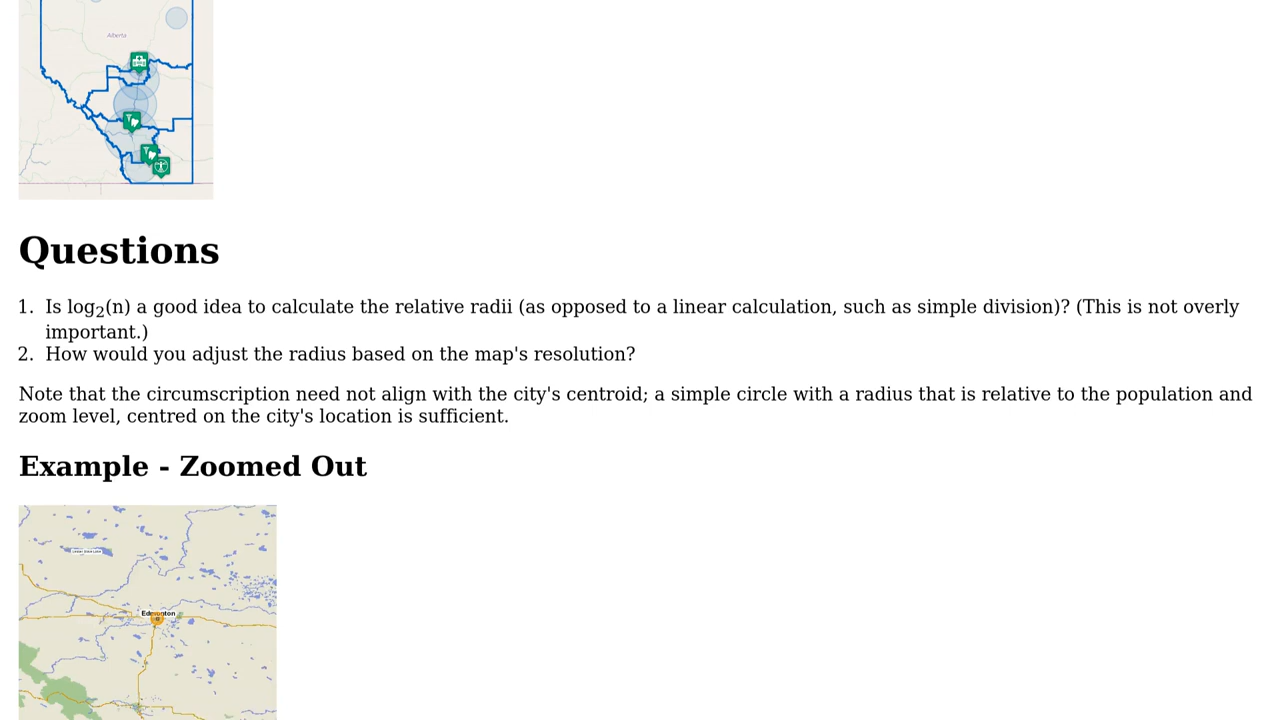 Alberta
Questions
1. Is log2(n) a good idea to calculate the relative radii (as opposed to a linear calculation, such as simple division)? (This is not overly
important.)
2. How would you adjust the radius based on the map's resolution?
Note that the circumscription need not align with the city's centroid; a simple circle with a radius that is relative to the population and
zoom level, centred on the city's location is sufficient.
Example - Zoomed Out
Lesser Slave Lake
Edmonton